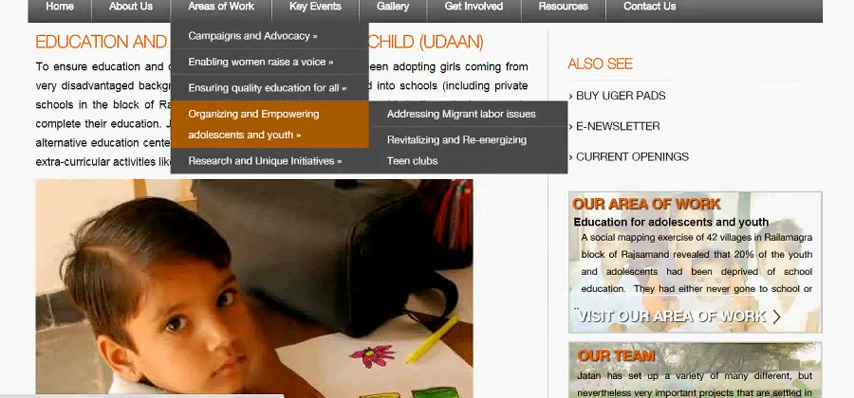 Home About Us Areas of Work Key Events Gallery Get Involved Resources Contact Us
EDUCATION AND CHILD (UDAAN)
To ensure education and een adopting girls coming from
very disadvantaged backgr d into schools (including private
schools in the block of Ra
complete their education. J
alternative education cente
extra-curricular activities like
Campaigns and Advocacy »
Enabling women raise a voice »
Ensuring quality education for all »
Organizing and Empowering
adolescents and youth »
Research and Unique Initiatives »
Addressing Migrant labor issues
Revitalizing and Re-energizing
Teen clubs
ALSO SEE
› BUY UGER PADS
› E-NEWSLETTER
› CURRENT OPENINGS
OUR AREA OF WORK
Education for adolescents and youth
A social mapping exercise of 42 villages in Railamagra
block of Rajsamand revealed that 20% of the youth
and adolescents had been deprived of school
education. They had either never gone to school or
..
VISIT OUR AREA OF WORK
OUR TEAM
Jatan has set up a variety of many different, but
nevertheless very important projects that are settled in